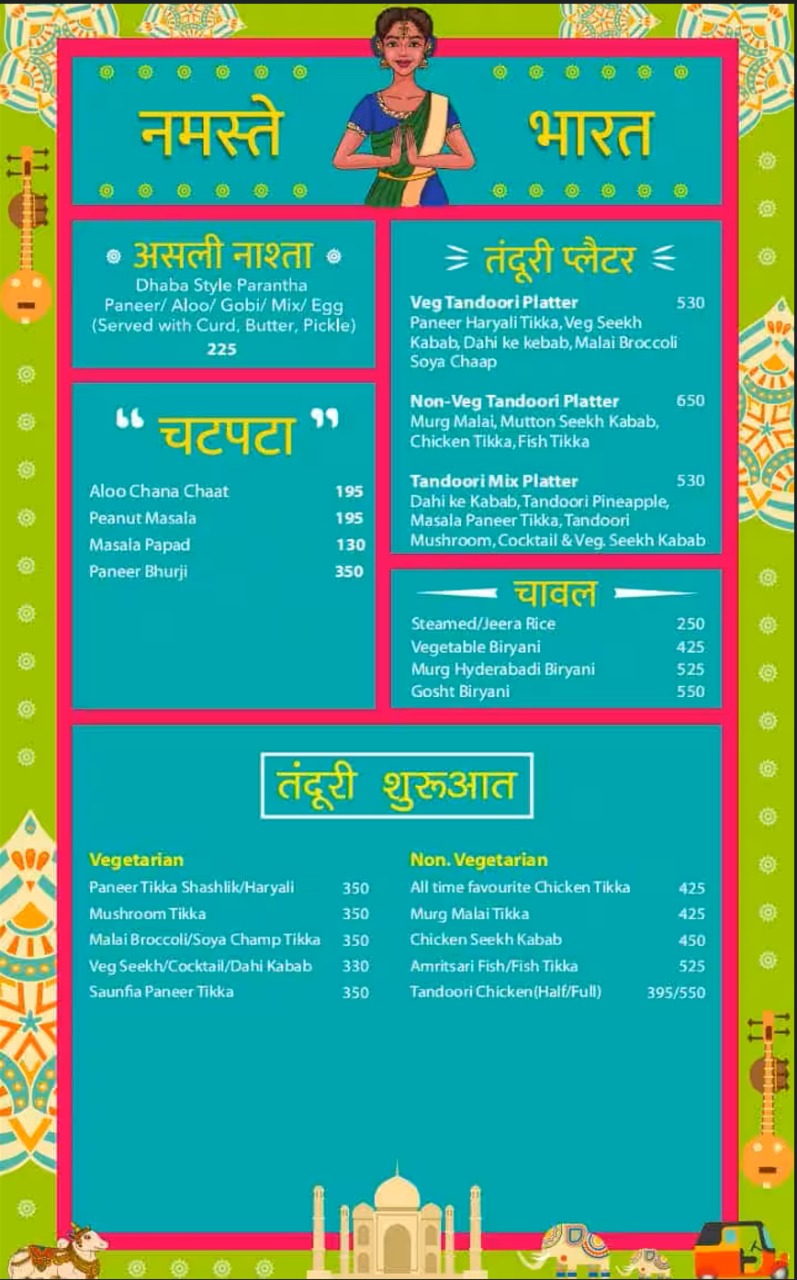 नमस्ते भारत
असली नाश्ता
Dhaba Style Parantha
Paneer/ Aloo/ Gobi/ Mix/ Egg
(Served with Curd, Butter, Pickle)
225
“ चटपटा ”
Aloo Chana Chaat 195
Peanut Masala 195
Masala Papad 130
Paneer Bhurji 350
तंदूरी प्लैटर
Veg Tandoori Platter 530
Paneer Haryali Tikka, Veg Seekh
Kabab, Dahi ke kebab, Malai Broccoli
Soya Chaap
Non-Veg Tandoori Platter 650
Murg Malai, Mutton Seekh Kabab,
Chicken Tikka, Fish Tikka
Tandoori Mix Platter 530
Dahi ke Kabab, Tandoori Pineapple,
Masala Paneer Tikka, Tandoori
Mushroom, Cocktail & Veg. Seekh Kabab
चावल
Steamed/Jeera Rice 250
Vegetable Biryani 425
Murg Hyderabadi Biryani 525
Gosht Biryani 550
तंदूरी शुरूआत
Vegetarian
Paneer Tikka Shashlik/Haryali 350
Mushroom Tikka 350
Malai Broccoli/Soya Champ Tikka 350
Veg Seekh/Cocktail/Dahi Kabab 330
Saunfia Paneer Tikka 350
Non. Vegetarian
All time favourite Chicken Tikka 425
Murg Malai Tikka 425
Chicken Seekh Kabab 450
Amritsari Fish/Fish Tikka 525
Tandoori Chicken(Half/Full) 395/550